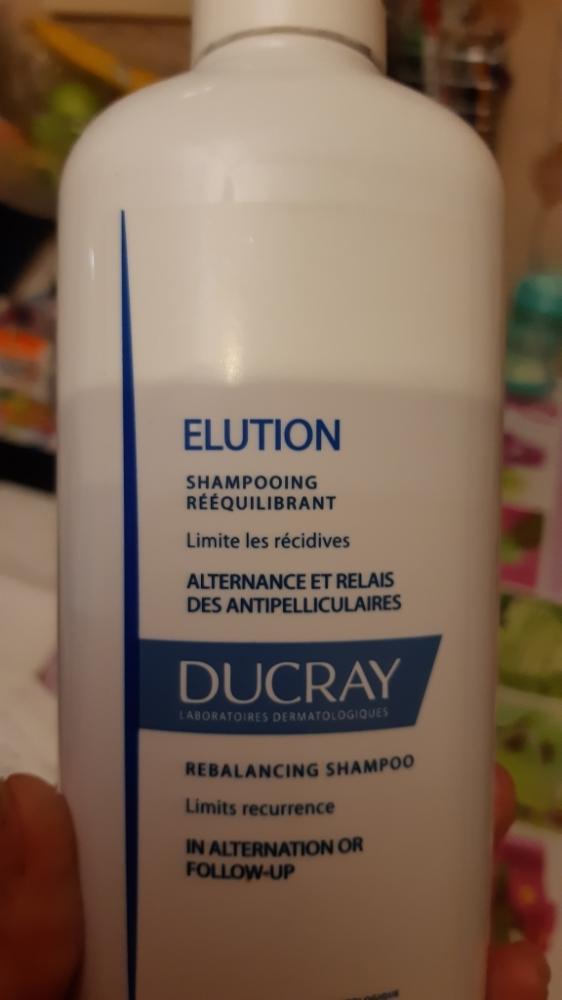 ELUTION
SHAMPOOING
RÉÉQUILIBRANT
Limite les récidives
ALTERNANCE ET RELAIS
DES ANTIPELLICULAIRES
DUCRAY
LABORATOIRES DERMATOLOGIQUES
REBALANCING SHAMPOO
Limits recurrence
IN ALTERNATION OR
FOLLOW-UP